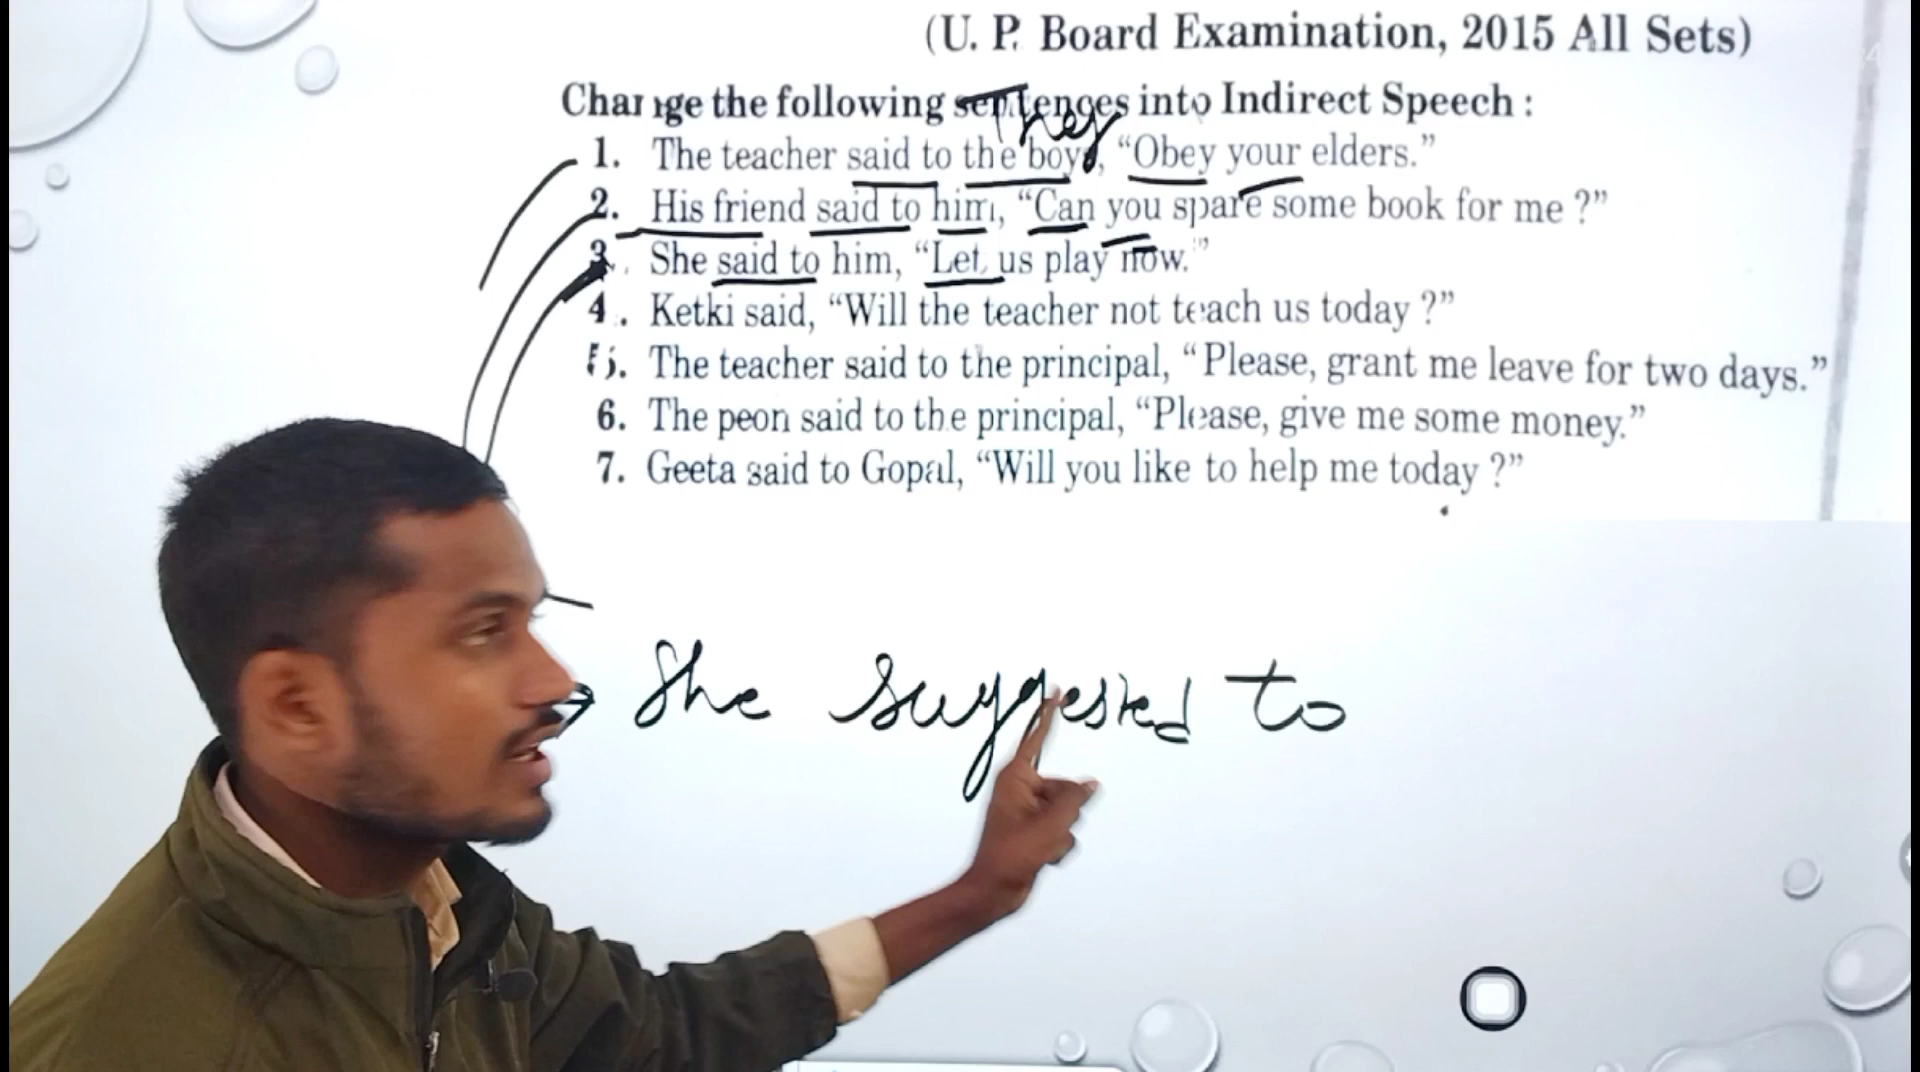 (U. P. Board Examination, 2015 All Sets)
Change the following sentences into Indirect Speech :
They
1. The teacher said to the boys, “Obey your elders.”
2. His friend said to him, “Can you spare some book for me ?”
3. She said to him, “Let us play now.”
4. Ketki said, “Will the teacher not teach us today ?”
5. The teacher said to the principal, “Please, grant me leave for two days.”
6. The peon said to the principal, “Please, give me some money.”
7. Geeta said to Gopal, “Will you like to help me today ?”
She suggested to